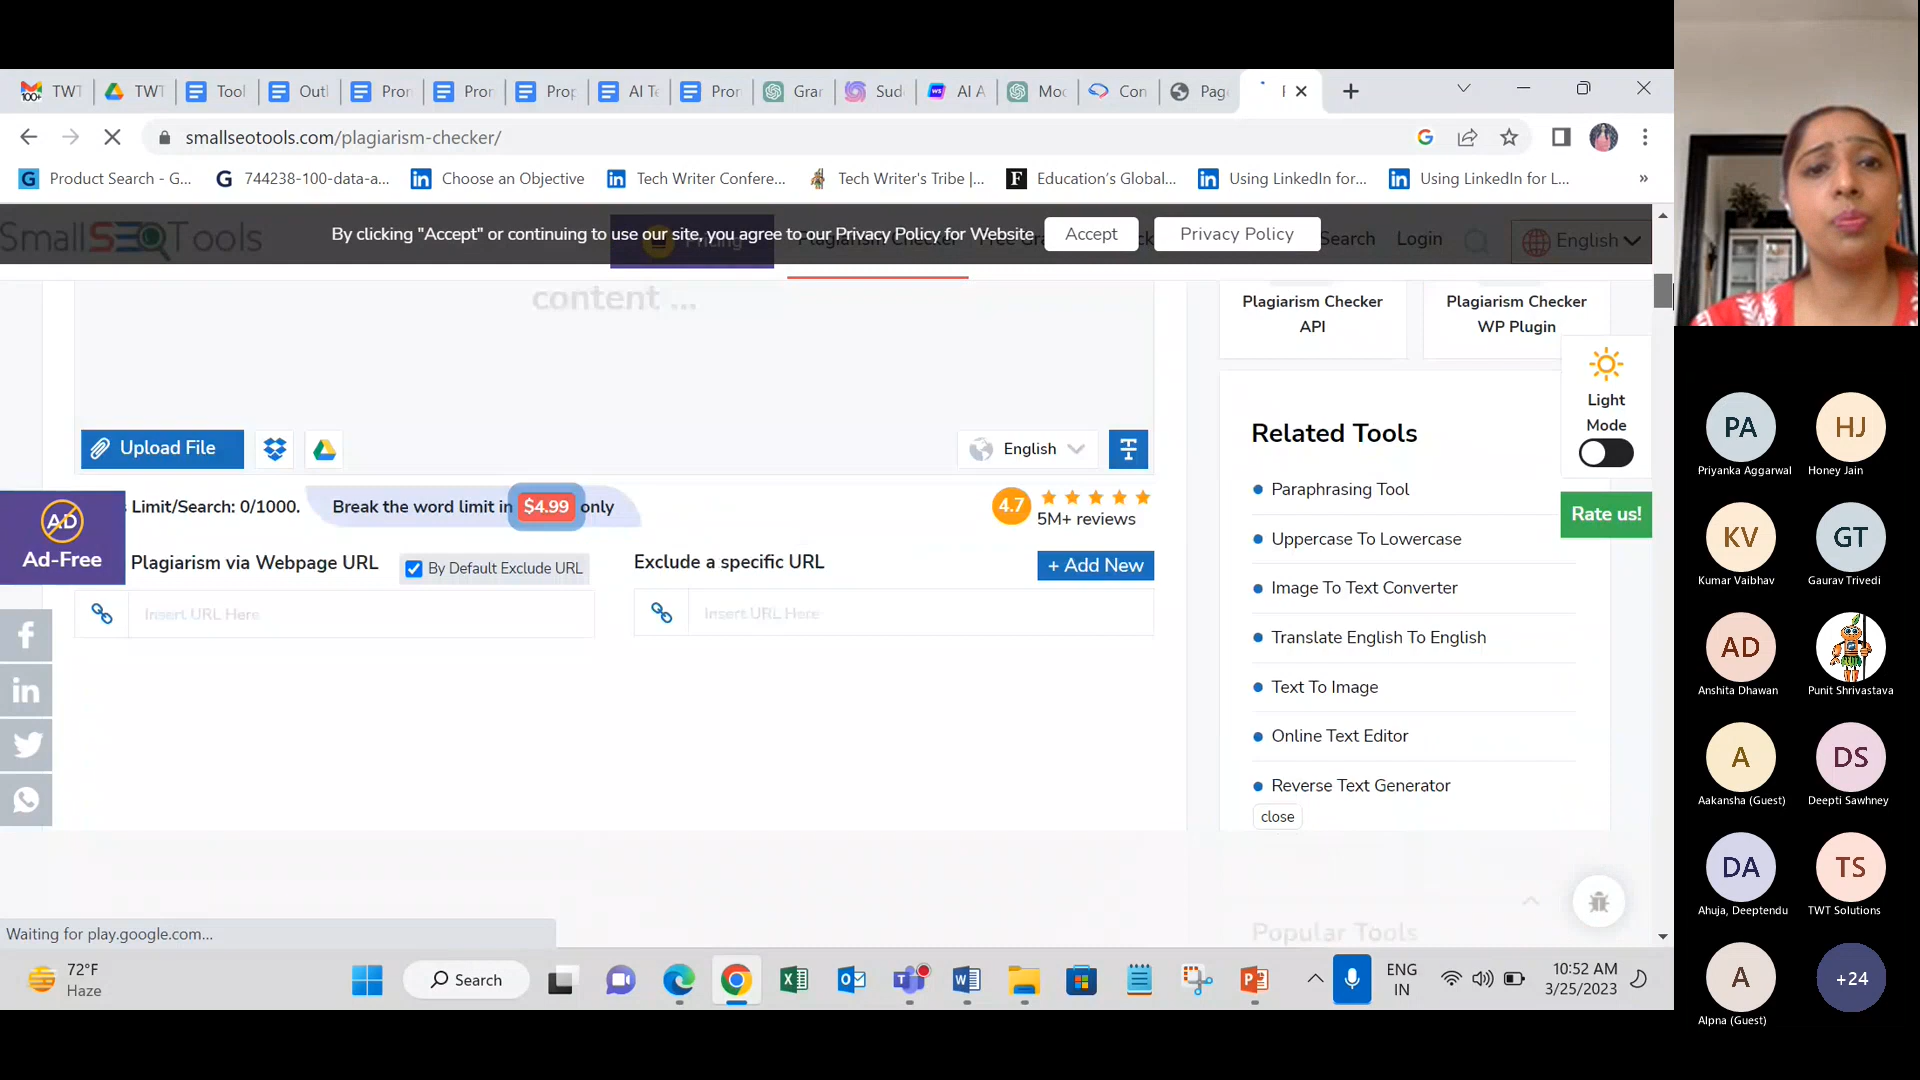 TWT
TWT
Tool
Outl
Pron
Pron
Prop
AI Te
Pron
Gra
Sud
AI A
Moc
Con
Pag
smallseotools.com/plagiarism-checker/
Product Search - G...
744238-100-data-a...
Choose an Objective
Tech Writer Confere...
Tech Writer's Tribe |...
Education's Global...
Using LinkedIn for...
Using LinkedIn for L...
SmallSEOTools
By clicking "Accept" or continuing to use our site, you agree to our Privacy Policy for Website
Accept
Privacy Policy
Search
Login
English
content ...
Plagiarism Checker
API
Plagiarism Checker
WP Plugin
Light
Mode
Upload File
English
Related Tools
Limit/Search: 0/1000.
Break the word limit in $4.99 only
4.7
5M+ reviews
Rate us!
AD
Ad-Free
Plagiarism via Webpage URL
By Default Exclude URL
Exclude a specific URL
+ Add New
Insert URL Here
Insert URL Here
Paraphrasing Tool
Uppercase To Lowercase
Image To Text Converter
Translate English To English
Text To Image
Online Text Editor
Reverse Text Generator
close
Popular Tools
Waiting for play.google.com...
72°F
Haze
Search
ENG
IN
10:52 AM
3/25/2023
PA
Priyanka Aggarwal
HJ
Honey Jain
KV
Kumar Vaibhav
GT
Gaurav Trivedi
AD
Anshita Dhawan
Punit Shrivastava
A
Aakansha (Guest)
DS
Deepti Sawhney
DA
Ahuja, Deeptendu
TS
TWT Solutions
A
Alpna (Guest)
+24